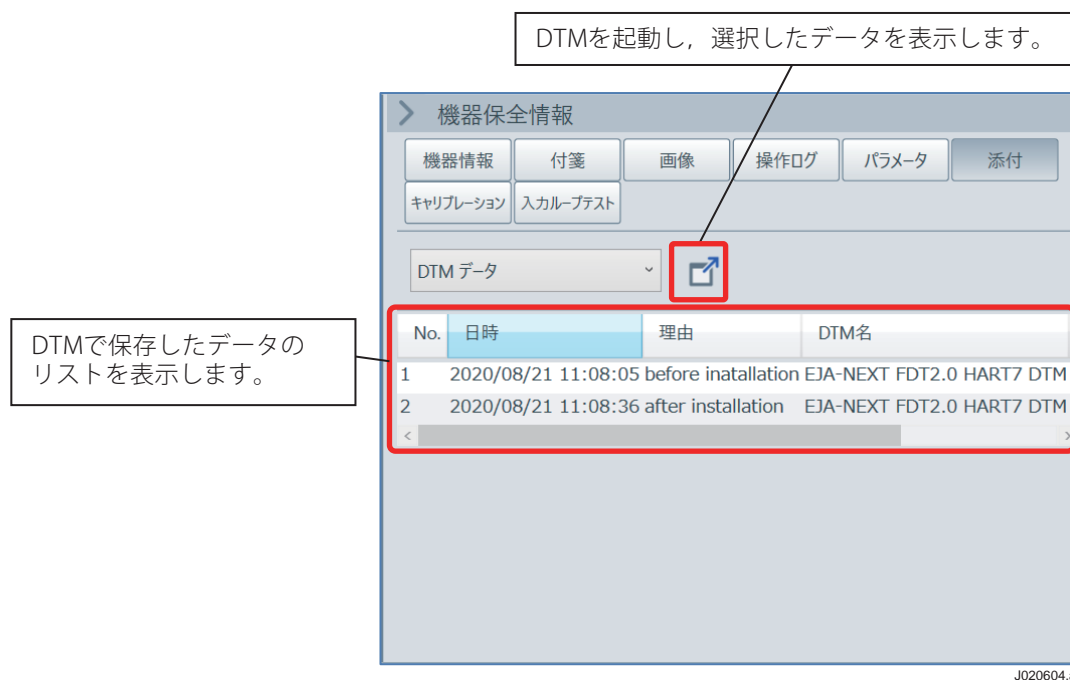 DTMを起動し，選択したデータを表示します。
機器保全情報
機器情報 付箋 画像 操作ログ パラメータ 添付
キャリブレーション 入力ループテスト
DTM データ
DTMで保存したデータの
リストを表示します。
No. 日時 理由 DTM名
1 2020/08/21 11:08:05 before inatallation EJA-NEXT FDT2.0 HART7 DTM
2 2020/08/21 11:08:36 after installation EJA-NEXT FDT2.0 HART7 DTM
J020604.